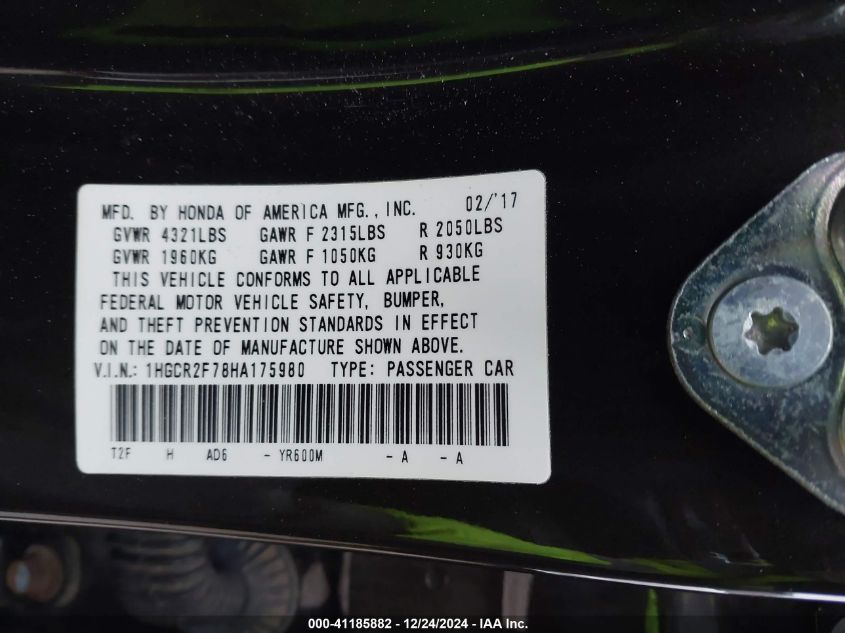 MFD. BY HONDA OF AMERICA MFG., INC. 02/'17
GVWR 4321LBS GAWR F 2315LBS R 2050LBS
GVWR 1960KG GAWR F 1050KG R 930KG
THIS VEHICLE CONFORMS TO ALL APPLICABLE
FEDERAL MOTOR VEHICLE SAFETY, BUMPER,
AND THEFT PREVENTION STANDARDS IN EFFECT
ON THE DATE OF MANUFACTURE SHOWN ABOVE.
V.I.N.: 1HGCR2F78HA175980 TYPE: PASSENGER CAR
T2F H AD6 - YR600M - A - A
000-41185882 - 12/24/2024 - IAA Inc.